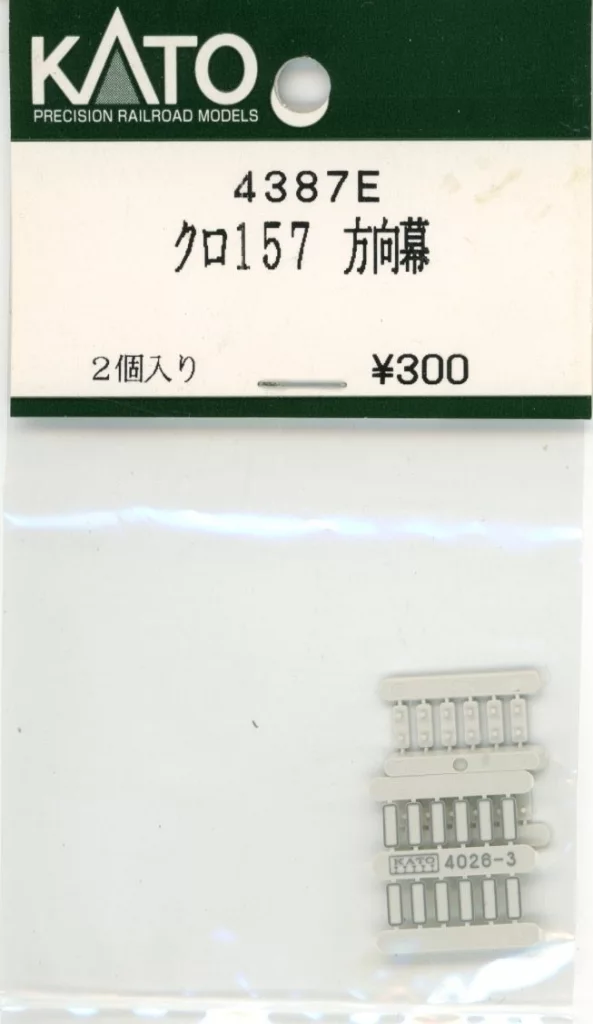 KATO
PRECISION RAILROAD MODELS
4387E
クロ157 方向幕
2個入り ¥300
KATO 4026-3